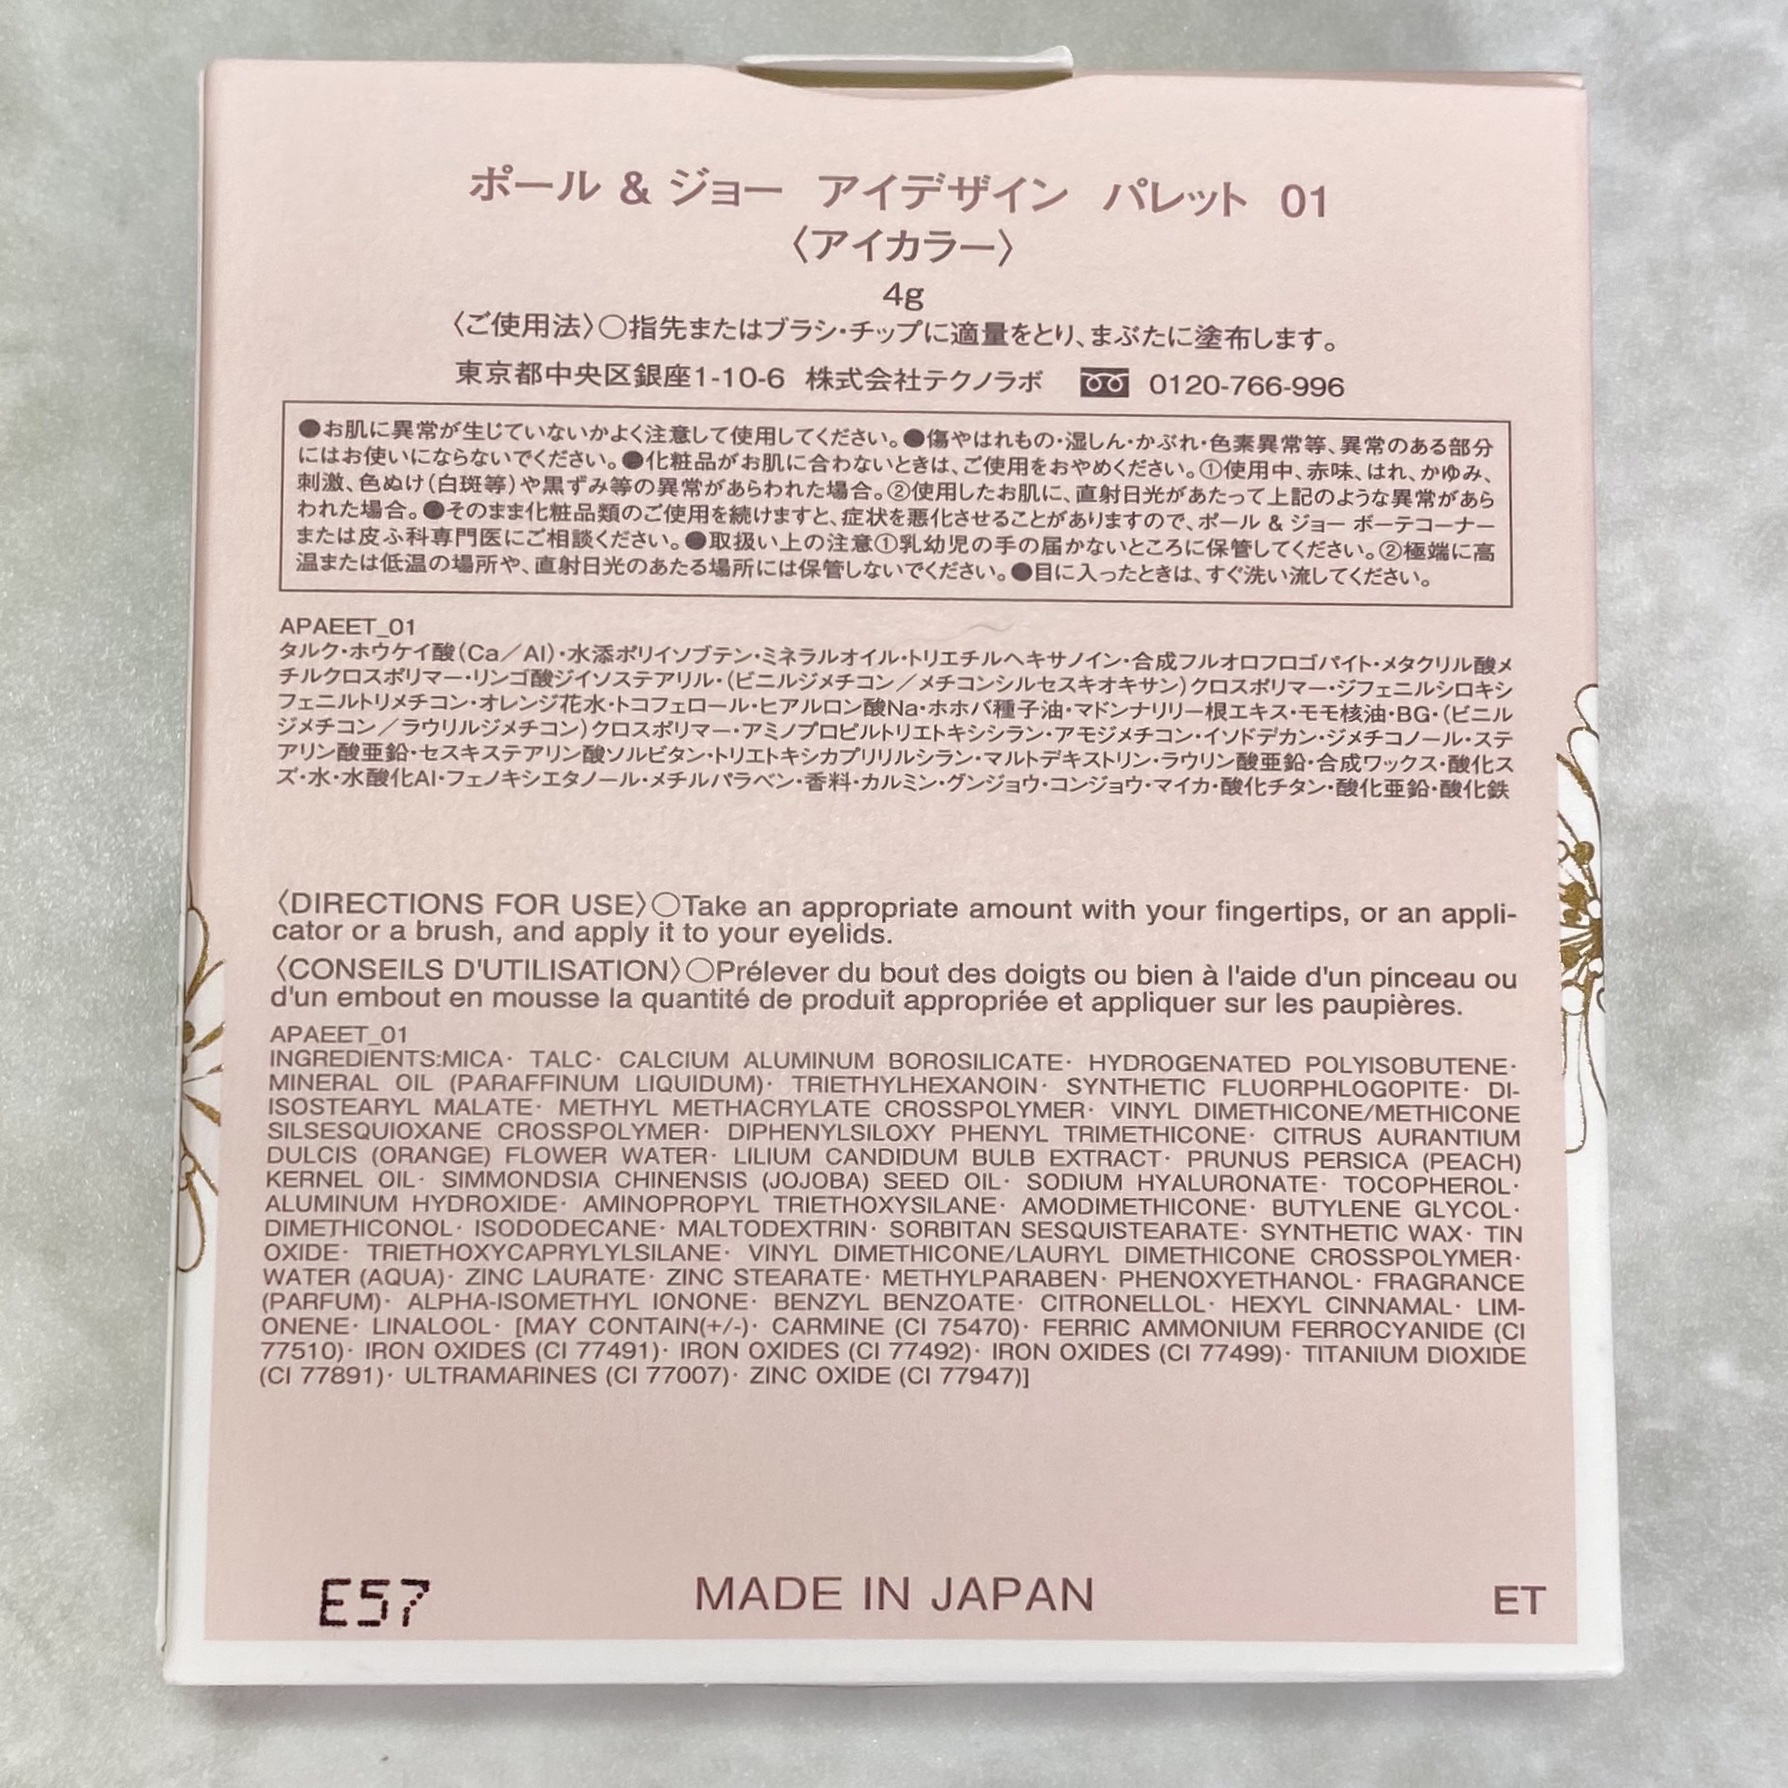 ポール & ジョー アイデザイン パレット 01
〈アイカラー〉
4g
〈ご使用法〉○指先またはブラシ・チップに適量をとり、まぶたに塗布します。
東京都中央区銀座1-10-6 株式会社テクノラボ 0120-766-996
●お肌に異常が生じていないかよく注意して使用してください。●傷やはれもの・湿しん・かぶれ・色素異常等、異常のある部分
にはお使いにならないでください。●化粧品がお肌に合わないときは、ご使用をおやめください。①使用中、赤味、はれ、かゆみ、
刺激、色ぬけ(白斑等)や黒ずみ等の異常があらわれた場合。②使用したお肌に、直射日光があたって上記のような異常があら
われた場合。●そのまま化粧品類のご使用を続けますと、症状を悪化させることがありますので、ポール & ジョー ボーテコーナー
または皮ふ科専門医にご相談ください。●取扱い上の注意①乳幼児の手の届かないところに保管してください。②極端に高
温または低温の場所や、直射日光のあたる場所には保管しないでください。●目に入ったときは、すぐ洗い流してください。
APAEET_01
タルク・ホウケイ酸(Ca/Al)・水添ポリイソブテン・ミネラルオイル・トリエチルヘキサノイン・合成フルオロフロゴパイト・メタクリル酸メ
チルクロスポリマー・リンゴ酸ジイソステアリル・(ビニルジメチコン/メチコンシルセスキオキサン)クロスポリマー・ジフェニルシロキシ
フェニルトリメチコン・オレンジ花水・トコフェロール・ヒアルロン酸Na・ホホバ種子油・マドンナリリー根エキス・モモ核油・BG・(ビニル
ジメチコン/ラウリルジメチコン)クロスポリマー・アミノプロピルトリエトキシシラン・アモジメチコン・イソドデカン・ジメチコノール・ステ
アリン酸亜鉛・セスキステアリン酸ソルビタン・トリエトキシカプリリルシラン・マルトデキストリン・ラウリン酸亜鉛・合成ワックス・酸化ス
ズ・水・水酸化Al・フェノキシエタノール・メチルパラベン・香料・カルミン・グンジョウ・コンジョウ・マイカ・酸化チタン・酸化亜鉛・酸化鉄
〈DIRECTIONS FOR USE〉○Take an appropriate amount with your fingertips, or an appli-
cator or a brush, and apply it to your eyelids.
〈CONSEILS D'UTILISATION〉○Prélever du bout des doigts ou bien à l'aide d'un pinceau ou
d'un embout en mousse la quantité de produit appropriée et appliquer sur les paupières.
APAEET_01
INGREDIENTS:MICA· TALC· CALCIUM ALUMINUM BOROSILICATE· HYDROGENATED POLYISOBUTENE·
MINERAL OIL (PARAFFINUM LIQUIDUM)· TRIETHYLHEXANOIN· SYNTHETIC FLUORPHLOGOPITE· DI-
ISOSTEARYL MALATE· METHYL METHACRYLATE CROSSPOLYMER· VINYL DIMETHICONE/METHICONE
SILSESQUIOXANE CROSSPOLYMER· DIPHENYLSILOXY PHENYL TRIMETHICONE· CITRUS AURANTIUM
DULCIS (ORANGE) FLOWER WATER· LILIUM CANDIDUM BULB EXTRACT· PRUNUS PERSICA (PEACH)
KERNEL OIL· SIMMONDSIA CHINENSIS (JOJOBA) SEED OIL· SODIUM HYALURONATE· TOCOPHEROL·
ALUMINUM HYDROXIDE· AMINOPROPYL TRIETHOXYSILANE· AMODIMETHICONE· BUTYLENE GLYCOL·
DIMETHICONOL· ISODODECANE· MALTODEXTRIN· SORBITAN SESQUISTEARATE· SYNTHETIC WAX· TIN
OXIDE· TRIETHOXYCAPRYLYLSILANE· VINYL DIMETHICONE/LAURYL DIMETHICONE CROSSPOLYMER·
WATER (AQUA)· ZINC LAURATE· ZINC STEARATE· METHYLPARABEN· PHENOXYETHANOL· FRAGRANCE
(PARFUM)· ALPHA-ISOMETHYL IONONE· BENZYL BENZOATE· CITRONELLOL· HEXYL CINNAMAL· LIM-
ONENE· LINALOOL· [MAY CONTAIN(+/-)· CARMINE (CI 75470)· FERRIC AMMONIUM FERROCYANIDE (CI
77510)· IRON OXIDES (CI 77491)· IRON OXIDES (CI 77492)· IRON OXIDES (CI 77499)· TITANIUM DIOXIDE
(CI 77891)· ULTRAMARINES (CI 77007)· ZINC OXIDE (CI 77947)]
E57 MADE IN JAPAN ET